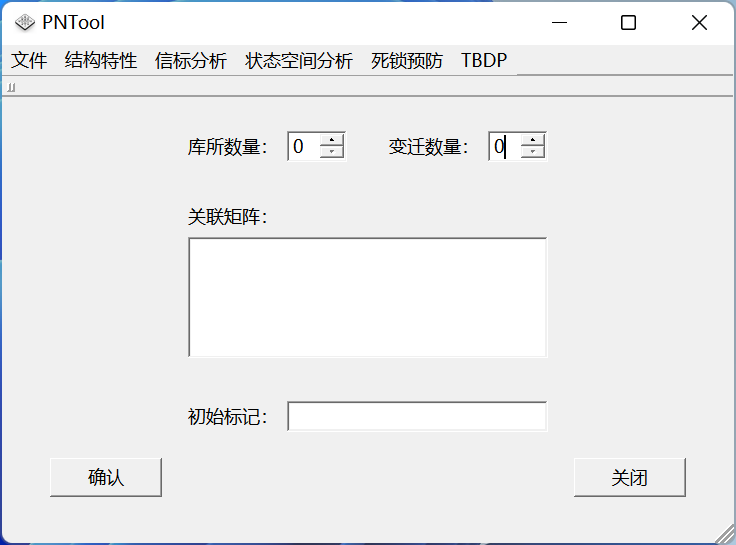 PNTool
文件 结构特性 信标分析 状态空间分析 死锁预防 TBDP
库所数量: 0 变迁数量: 0
关联矩阵:
初始标记:
确认 关闭